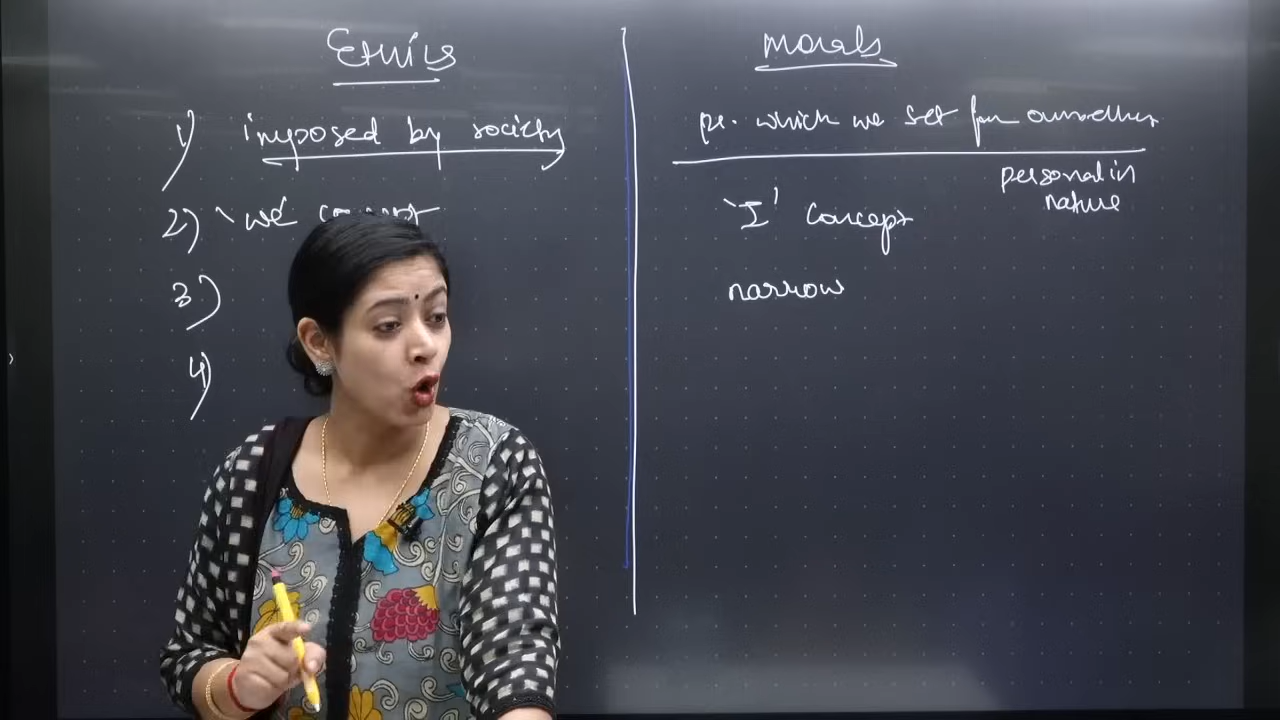 Ethics
1) imposed by society
2) 'we' concept
3)
4)
Morals
pr. which we set for ourselves
personal in
nature
'I' concept
narrow